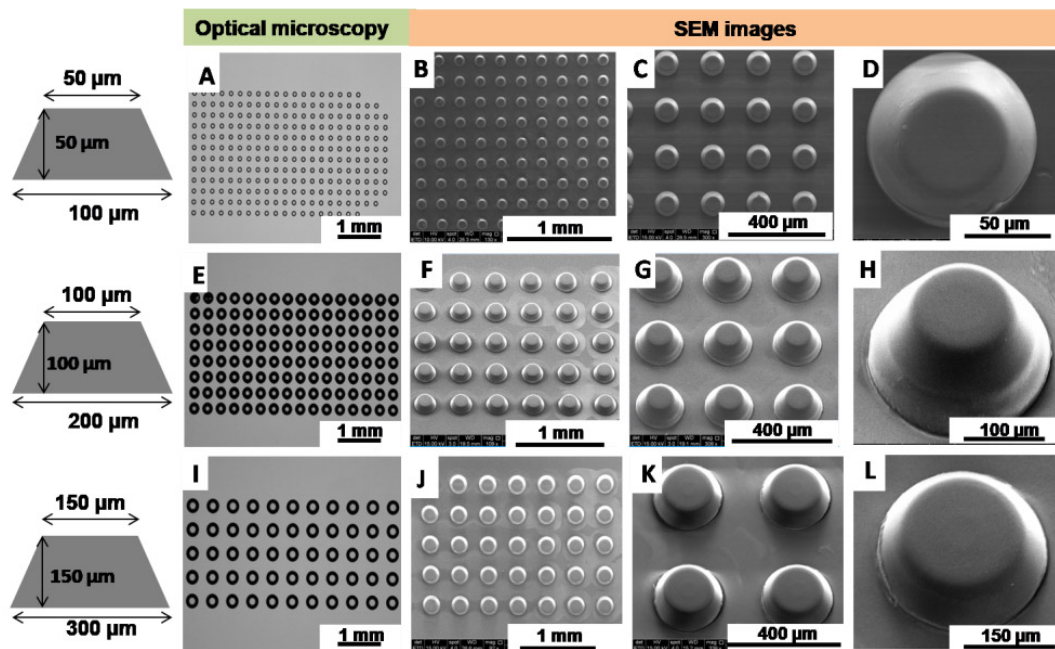 Optical microscopy
SEM images
50 µm
50 µm
100 µm
A
1 mm
B
1 mm
C
400 µm
D
50 µm
100 µm
100 µm
200 µm
E
1 mm
F
1 mm
G
400 µm
H
100 µm
150 µm
150 µm
300 µm
I
1 mm
J
1 mm
K
400 µm
L
150 µm